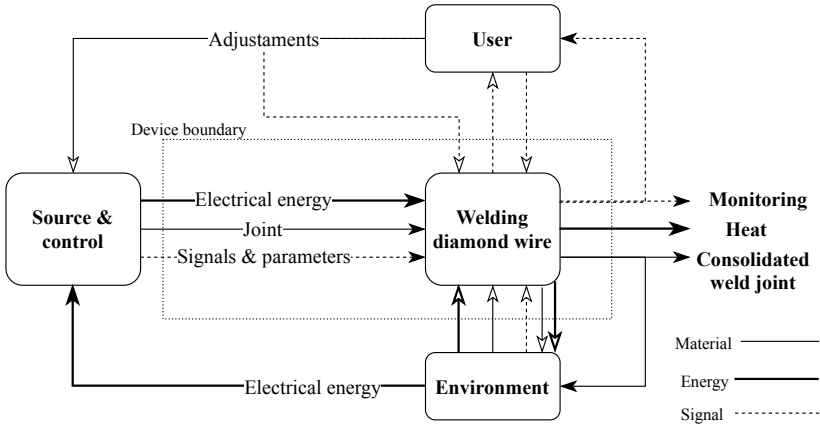 Adjustaments
User
Device boundary
Source &
control
Electrical energy
Joint
Signals & parameters
Welding
diamond wire
Monitoring
Heat
Consolidated
weld joint
Electrical energy
Environment
Material
Energy
Signal